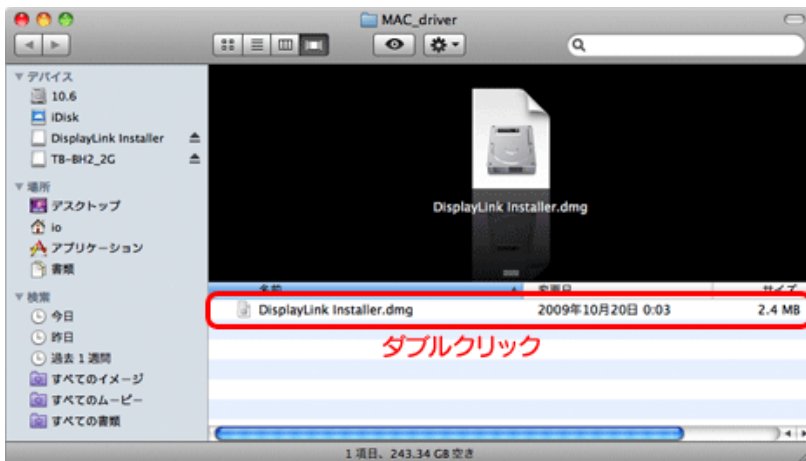 MAC_driver
デバイス
10.6
iDisk
DisplayLink Installer
TB-BH2_2G
場所
デスクトップ
io
アプリケーション
書類
検索
今日
昨日
過去 1 週間
すべてのイメージ
すべてのムービー
すべての書類
DisplayLink Installer.dmg
名前 変更日 サイズ
DisplayLink Installer.dmg 2009年10月20日 0:03 2.4 MB
ダブルクリック
1 項目、243.34 GB 空き